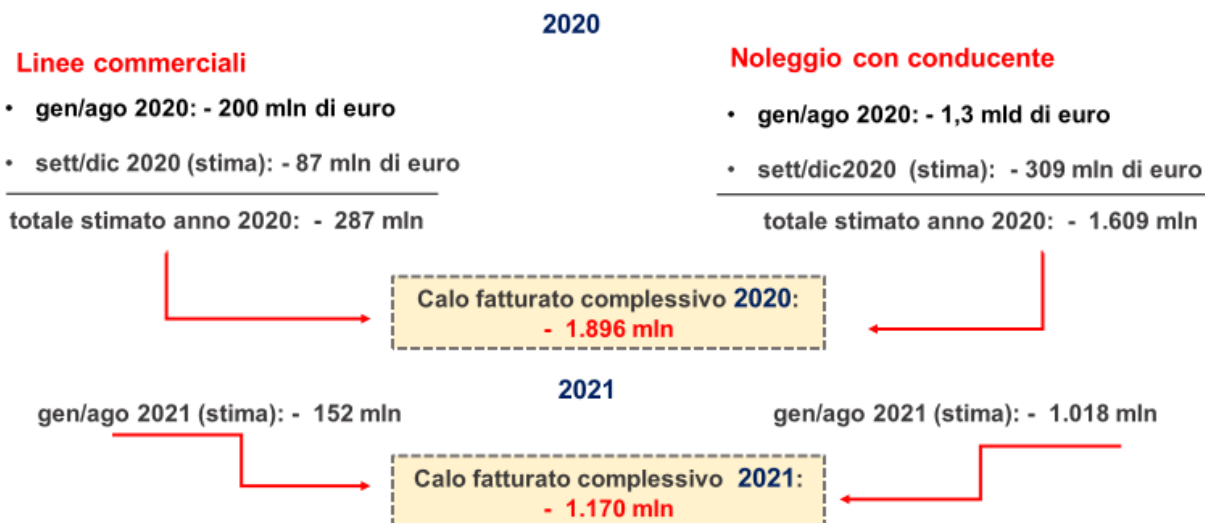 2020
Linee commerciali
• gen/ago 2020: - 200 mln di euro
• sett/dic 2020 (stima): - 87 mln di euro
totale stimato anno 2020: - 287 mln
Noleggio con conducente
• gen/ago 2020: - 1,3 mld di euro
• sett/dic2020 (stima): - 309 mln di euro
totale stimato anno 2020: - 1.609 mln
Calo fatturato complessivo 2020:
- 1.896 mln
2021
gen/ago 2021 (stima): - 152 mln
gen/ago 2021 (stima): - 1.018 mln
Calo fatturato complessivo 2021:
- 1.170 mln